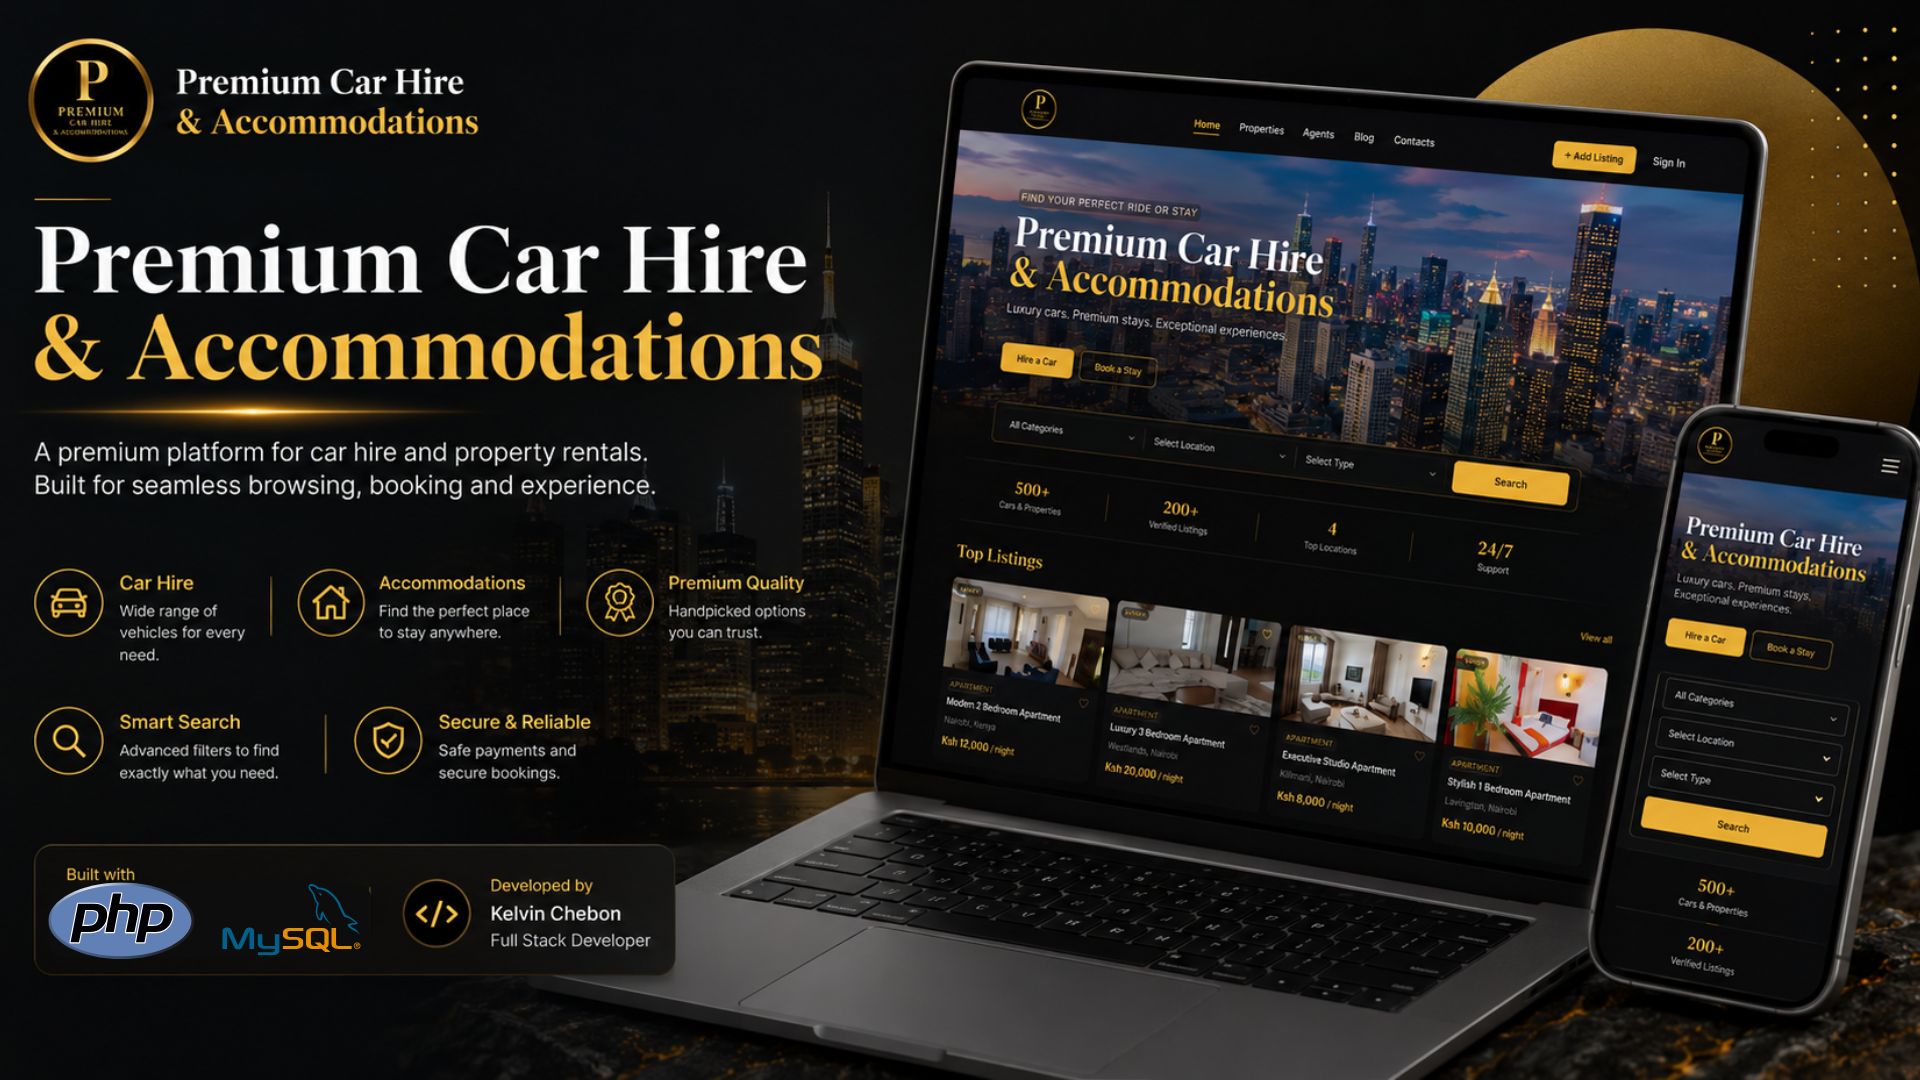 P
PREMIUM
CAR HIRE
& ACCOMMODATIONS
Premium Car Hire
& Accommodations
Premium Car Hire
& Accommodations
A premium platform for car hire and property rentals.
Built for seamless browsing, booking and experience.
Car Hire
Wide range of
vehicles for every
need.
Accommodations
Find the perfect place
to stay anywhere.
Premium Quality
Handpicked options
you can trust.
Smart Search
Advanced filters to find
exactly what you need.
Secure & Reliable
Safe payments and
secure bookings.
Built with
php
MySQL®
</>
Developed by
Kelvin Chebon
Full Stack Developer
P
Home Properties Agents Blog Contacts
+ Add Listing
Sign In
FIND YOUR PERFECT RIDE OR STAY
Premium Car Hire
& Accommodations
Luxury cars. Premium stays. Exceptional experiences.
Hire a Car
Book a Stay
All Categories
Select Location
Select Type
Search
500+
Cars & Properties
200+
Verified Listings
4
Top Locations
24/7
Support
Top Listings
View all
APARTMENT
Modern 2 Bedroom Apartment
Nairobi, Kenya
Ksh 12,000 / night
APARTMENT
Luxury 3 Bedroom Apartment
Westlands, Nairobi
Ksh 20,000 / night
APARTMENT
Executive Studio Apartment
Kilimani, Nairobi
Ksh 8,000 / night
APARTMENT
Stylish 1 Bedroom Apartment
Lavington, Nairobi
Ksh 10,000 / night
P
Premium Car Hire
& Accommodations
Luxury cars. Premium stays.
Exceptional experiences.
Hire a Car
Book a Stay
All Categories
Select Location
Select Type
Search
500+
Cars & Properties
200+
Verified Listings